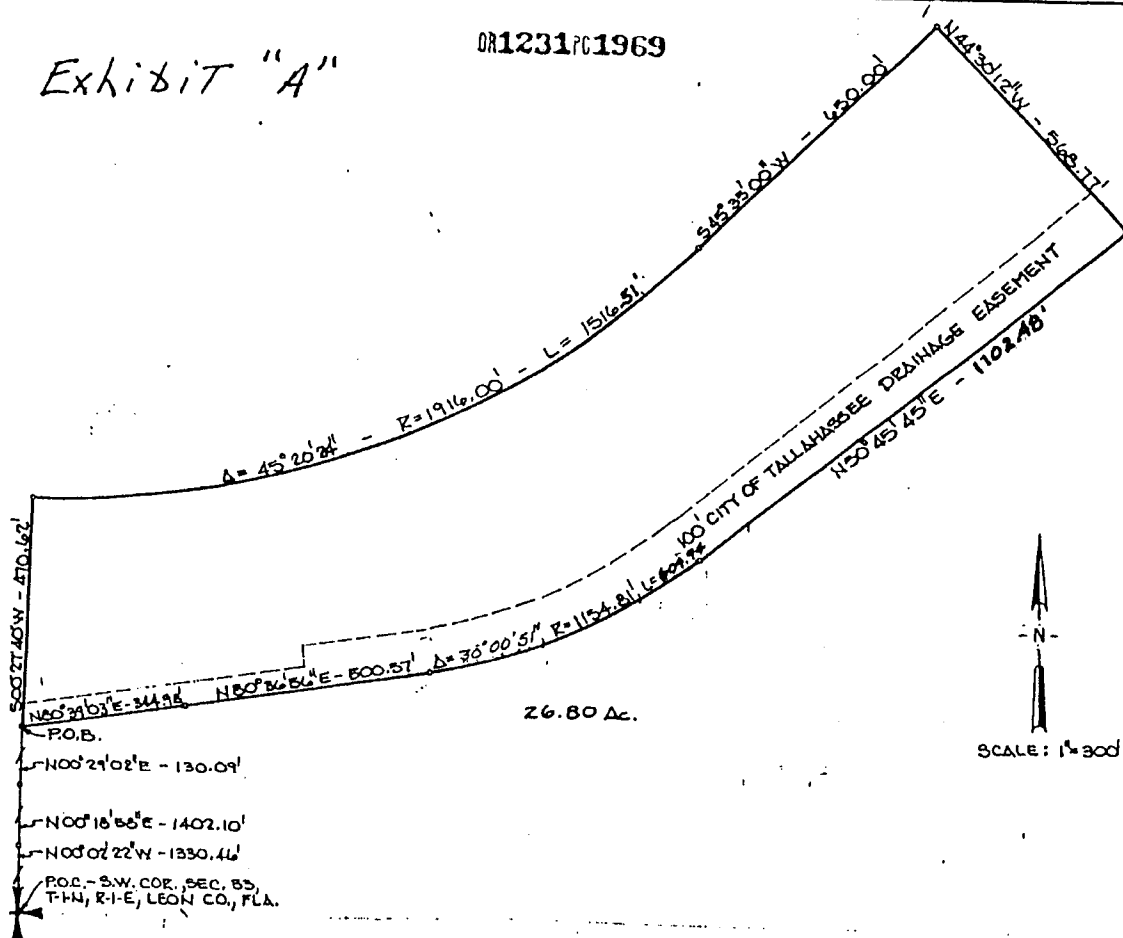 OR1231PG1969
Exhibit "A"
N44°30'12"W - 568.77'
S45°35'00"W - 650.00'
Δ= 45°20'24" - R=1916.00' - L= 1516.51'
100' CITY OF TALLAHASSEE DRAINAGE EASEMENT
N50°45'45"E - 1102.48'
S00°27'40"W - 470.62'
Δ= 30°00'51", R=1154.81', L=
N80°36'56"E - 500.57'
N80°39'03"E - 344.98'
26.80 Ac.
-N-
SCALE: 1"=300'
P.O.B.
N00°29'02"E - 130.09'
N00°18'58"E - 1402.10'
N00°02'22"W - 1330.46'
P.O.C. - S.W. COR., SEC. 33,
T-1-N, R-1-E, LEON CO., FLA.